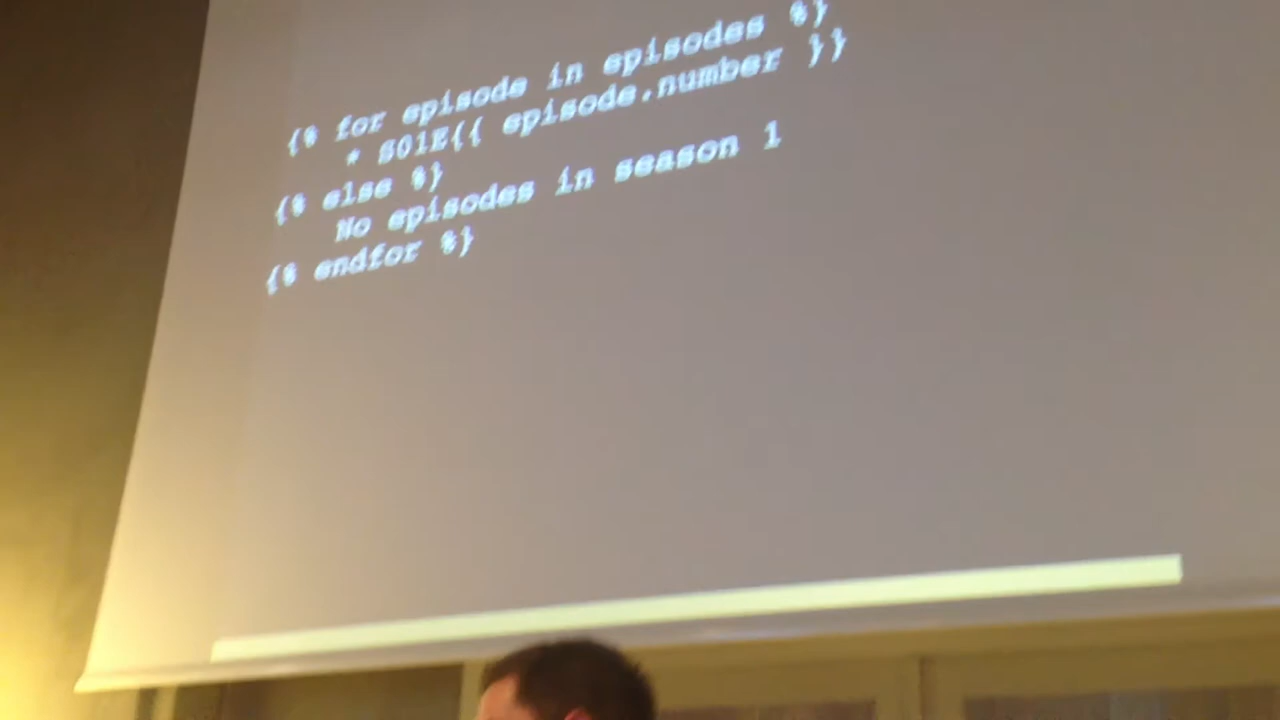 {% for episode in episodes %}
* S01E{{ episode.number }}
{% else %}
No episodes in season 1
{% endfor %}